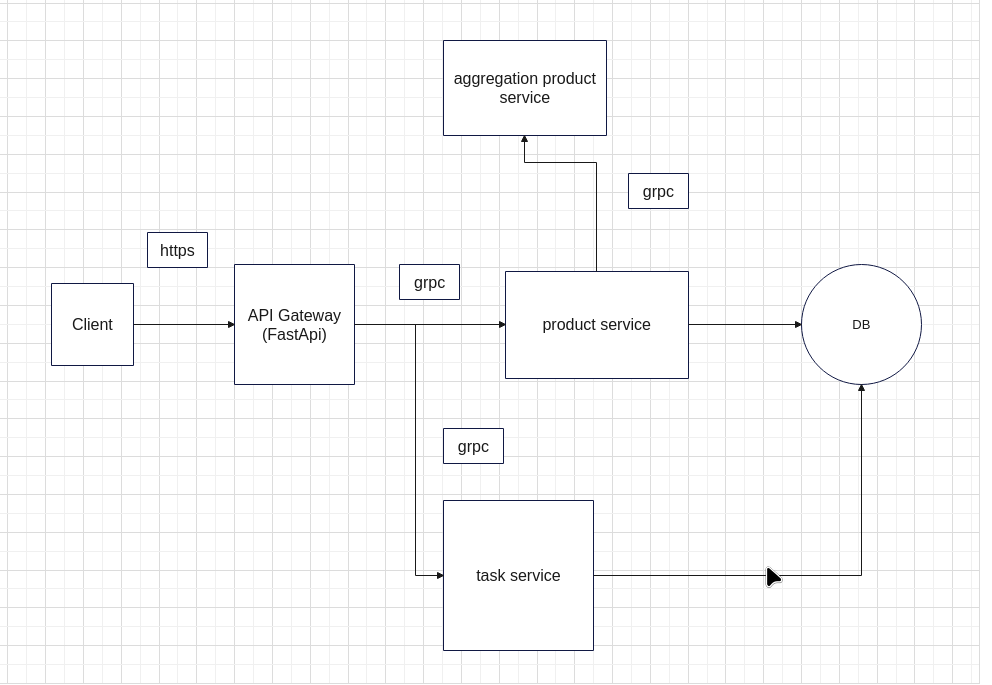 aggregation product
service
grpc
https
grpc
Client
API Gateway
(FastApi)
product service
DB
grpc
task service